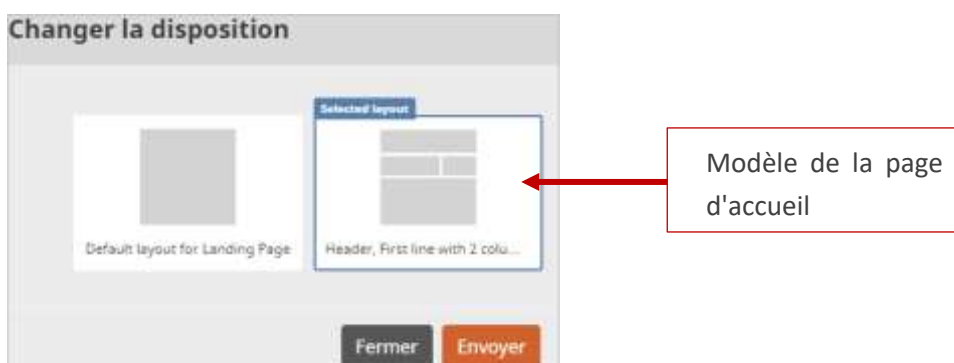 Changer la disposition
Selected layout
Default layout for Landing Page
Header, First line with 2 colu...
Modèle de la page
d'accueil
Fermer
Envoyer